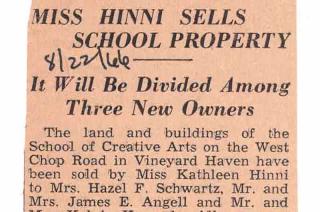 MISS HINNI SELLS
SCHOOL PROPERTY
8/22/66
It Will Be Divided Among
Three New Owners
The land and buildings of the
School of Creative Arts on the West
Chop Road in Vineyard Haven have
been sold by Miss Kathleen Hinni
to Mrs. Hazel F. Schwartz, Mr. and
Mrs. James E. Angell and Mr. and